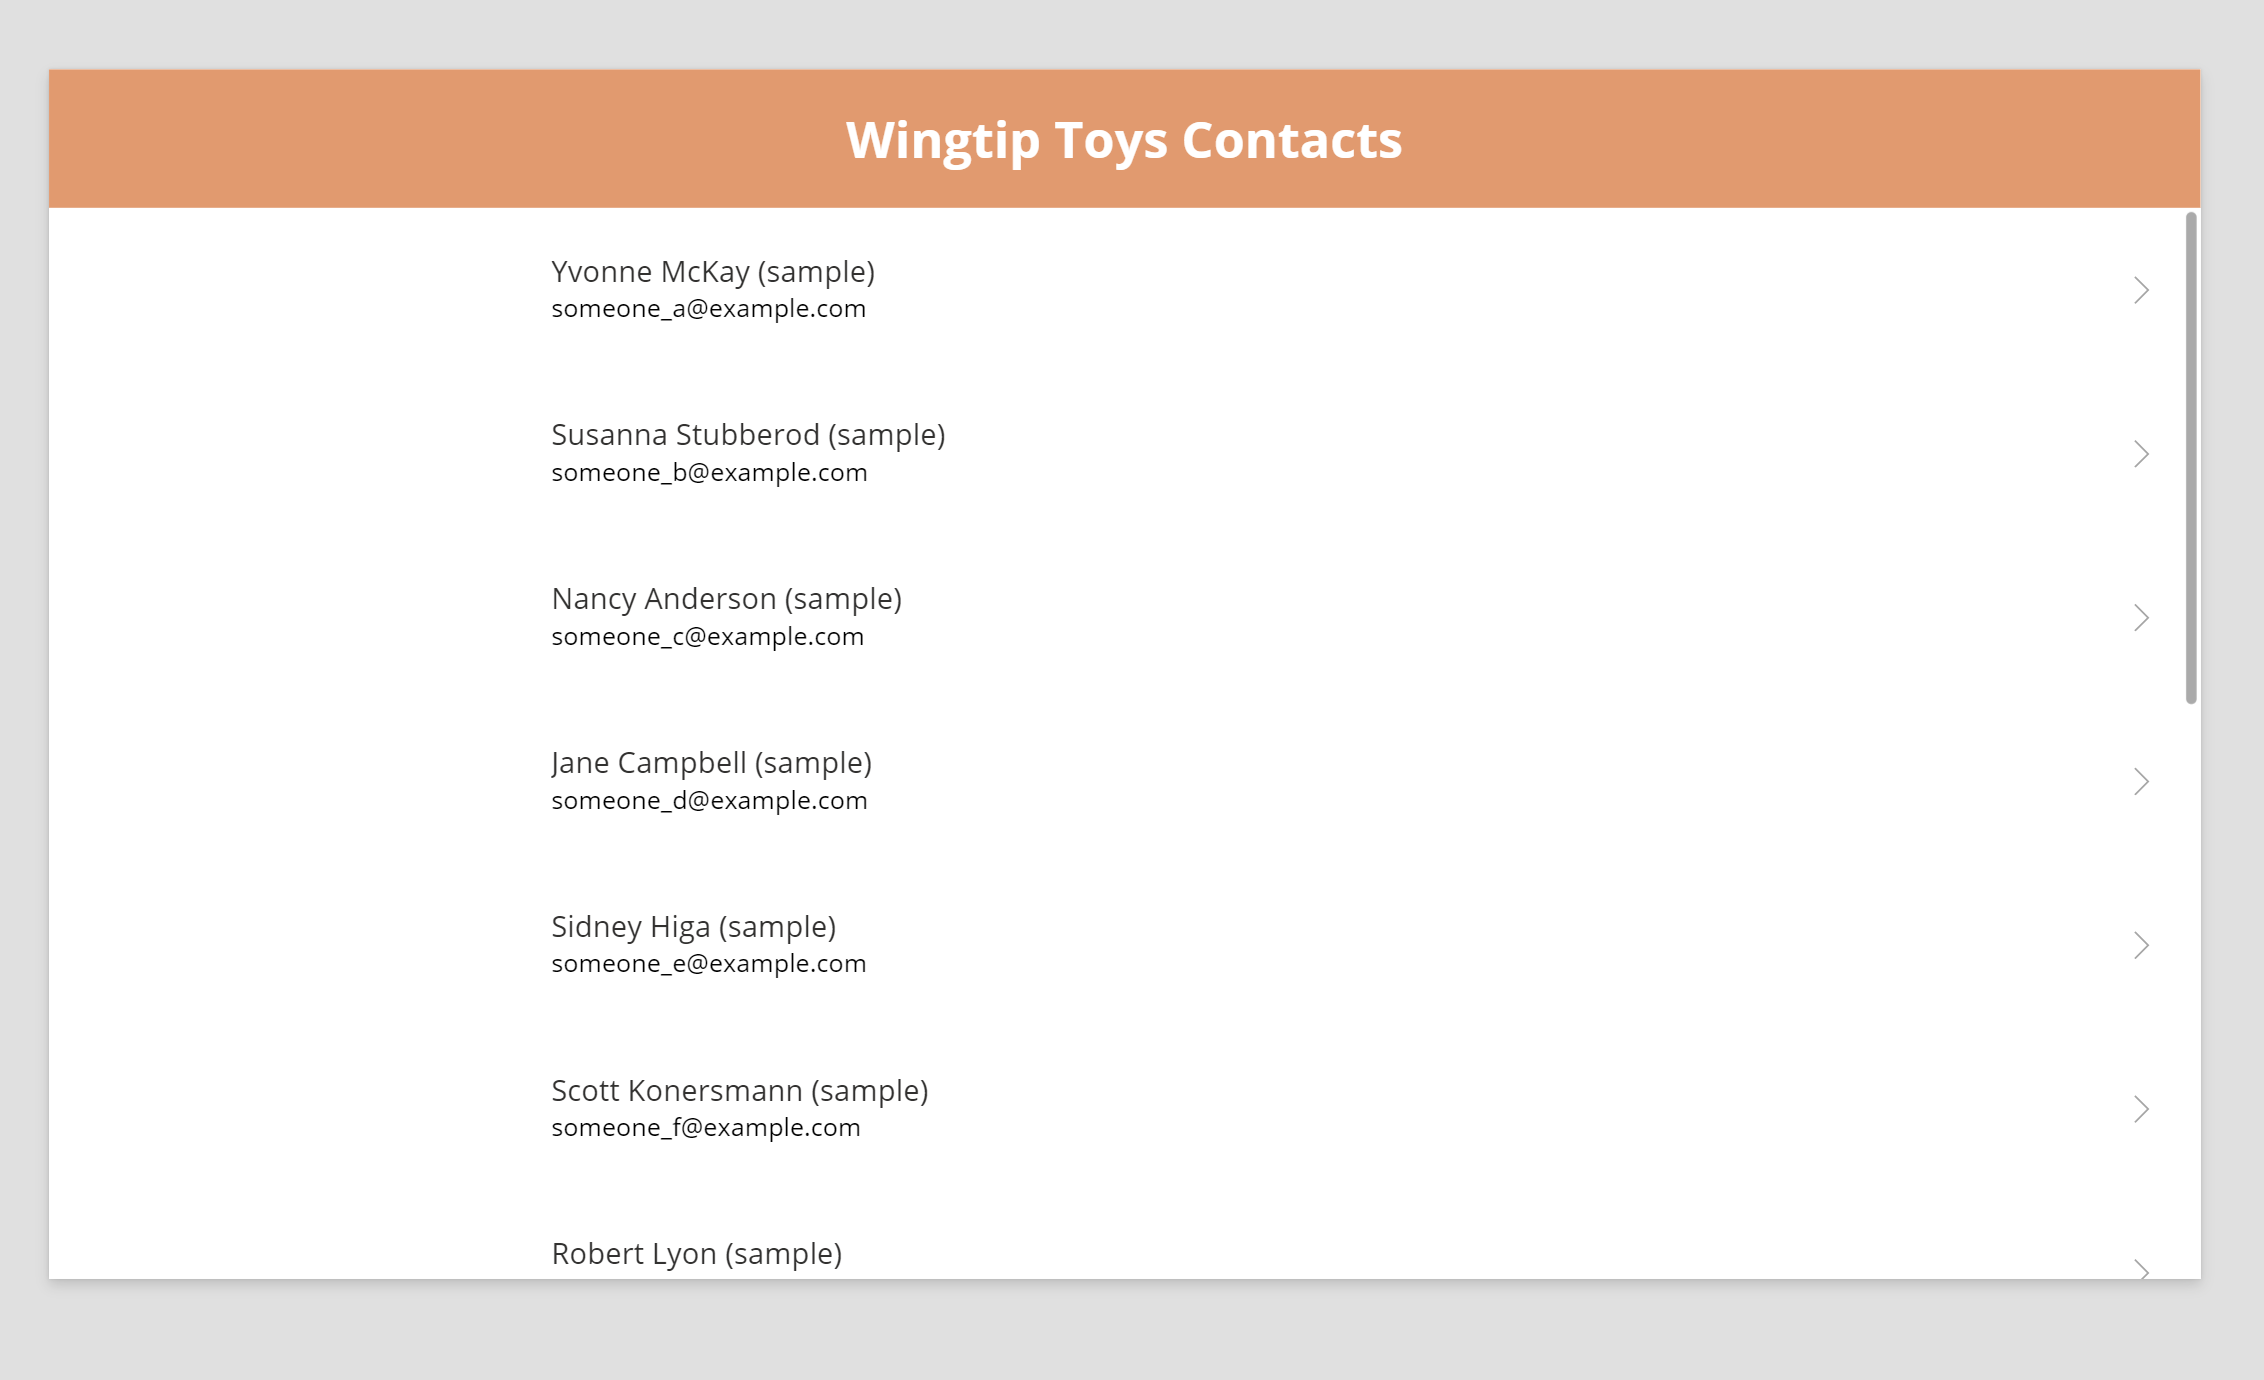 Wingtip Toys Contacts
Yvonne McKay (sample)
someone_a@example.com
Susanna Stubberod (sample)
someone_b@example.com
Nancy Anderson (sample)
someone_c@example.com
Jane Campbell (sample)
someone_d@example.com
Sidney Higa (sample)
someone_e@example.com
Scott Konersmann (sample)
someone_f@example.com
Robert Lyon (sample)